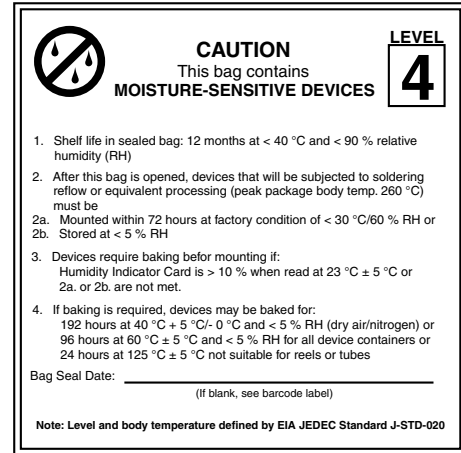 LEVEL
4
CAUTION
This bag contains
MOISTURE-SENSITIVE DEVICES
1. Shelf life in sealed bag: 12 months at < 40 °C and < 90 % relative
humidity (RH)
2. After this bag is opened, devices that will be subjected to soldering
reflow or equivalent processing (peak package body temp. 260 °C)
must be
2a. Mounted within 72 hours at factory condition of < 30 °C/60 % RH or
2b. Stored at < 5 % RH
3. Devices require baking befor mounting if:
Humidity Indicator Card is > 10 % when read at 23 °C ± 5 °C or
2a. or 2b. are not met.
4. If baking is required, devices may be baked for:
192 hours at 40 °C + 5 °C/- 0 °C and < 5 % RH (dry air/nitrogen) or
96 hours at 60 °C ± 5 °C and < 5 % RH for all device containers or
24 hours at 125 °C ± 5 °C not suitable for reels or tubes
Bag Seal Date:
(If blank, see barcode label)
Note: Level and body temperature defined by EIA JEDEC Standard J-STD-020